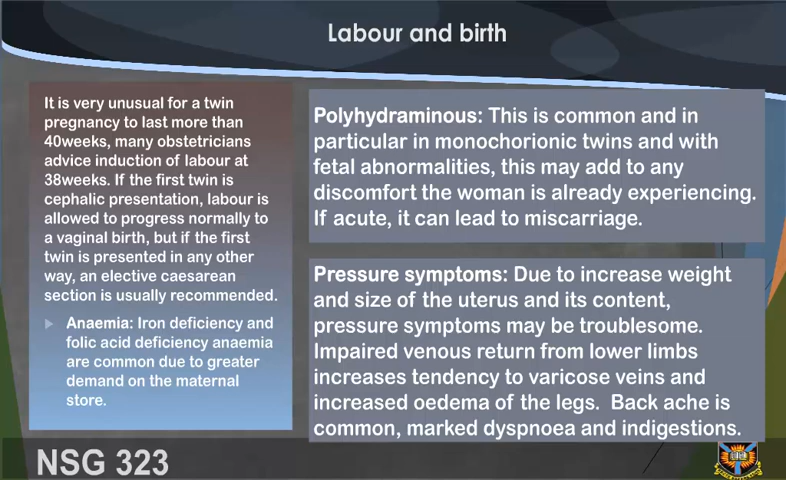 Labour and birth
It is very unusual for a twin
pregnancy to last more than
40weeks, many obstetricians
advice induction of labour at
38weeks. If the first twin is
cephalic presentation, labour is
allowed to progress normally to
a vaginal birth, but if the first
twin is presented in any other
way, an elective caesarean
section is usually recommended.
Anaemia: Iron deficiency and
folic acid deficiency anaemia
are common due to greater
demand on the maternal
store.
Polyhydraminous: This is common and in
particular in monochorionic twins and with
fetal abnormalities, this may add to any
discomfort the woman is already experiencing.
If acute, it can lead to miscarriage.
Pressure symptoms: Due to increase weight
and size of the uterus and its content,
pressure symptoms may be troublesome.
Impaired venous return from lower limbs
increases tendency to varicose veins and
increased oedema of the legs. Back ache is
common, marked dyspnoea and indigestions.
NSG 323